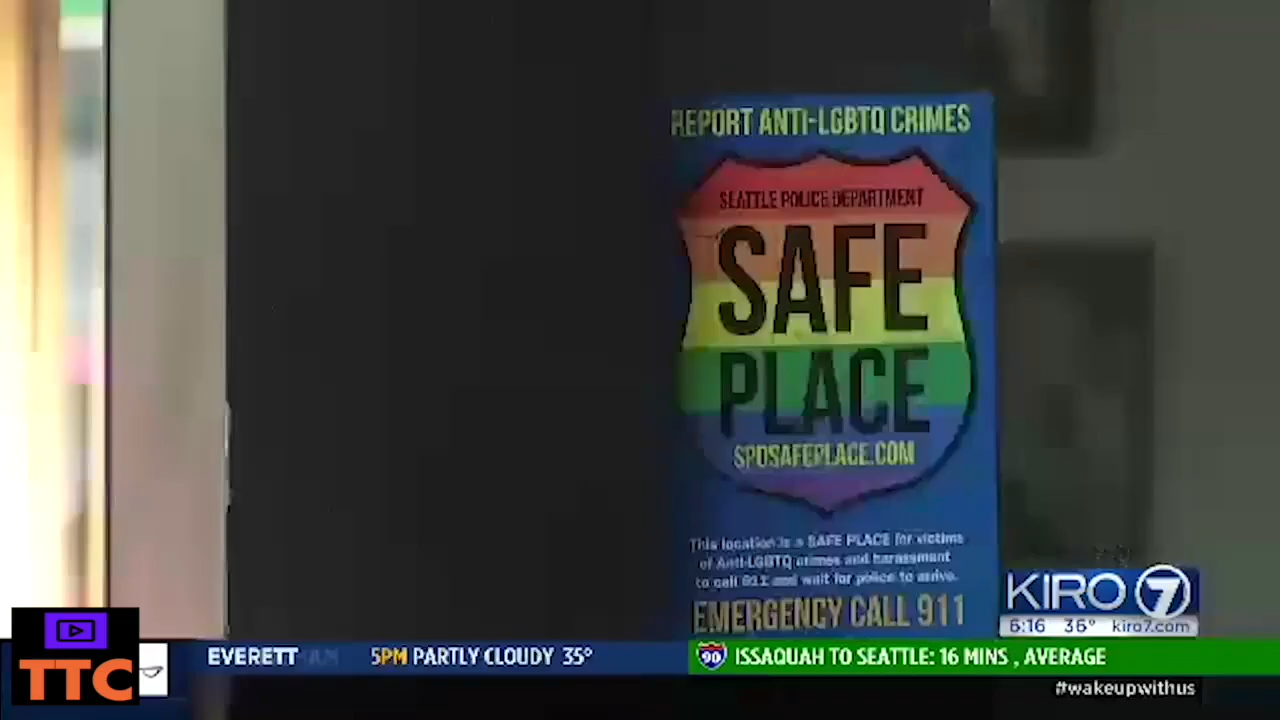 REPORT ANTI-LGBTQ CRIMES
SEATTLE POLICE DEPARTMENT
SAFE
PLACE
SPDSAFEPLACE.COM
This location is a SAFE PLACE for victims
of Anti-LGBTQ crimes and harassment
to call 911 and wait for police to arrive.
EMERGENCY CALL 911
KIRO 7
6:16 36° kiro7.com
TTC
EVERETT 5PM PARTLY CLOUDY 35°
90 ISSAQUAH TO SEATTLE: 16 MINS , AVERAGE
#wakeupwithus